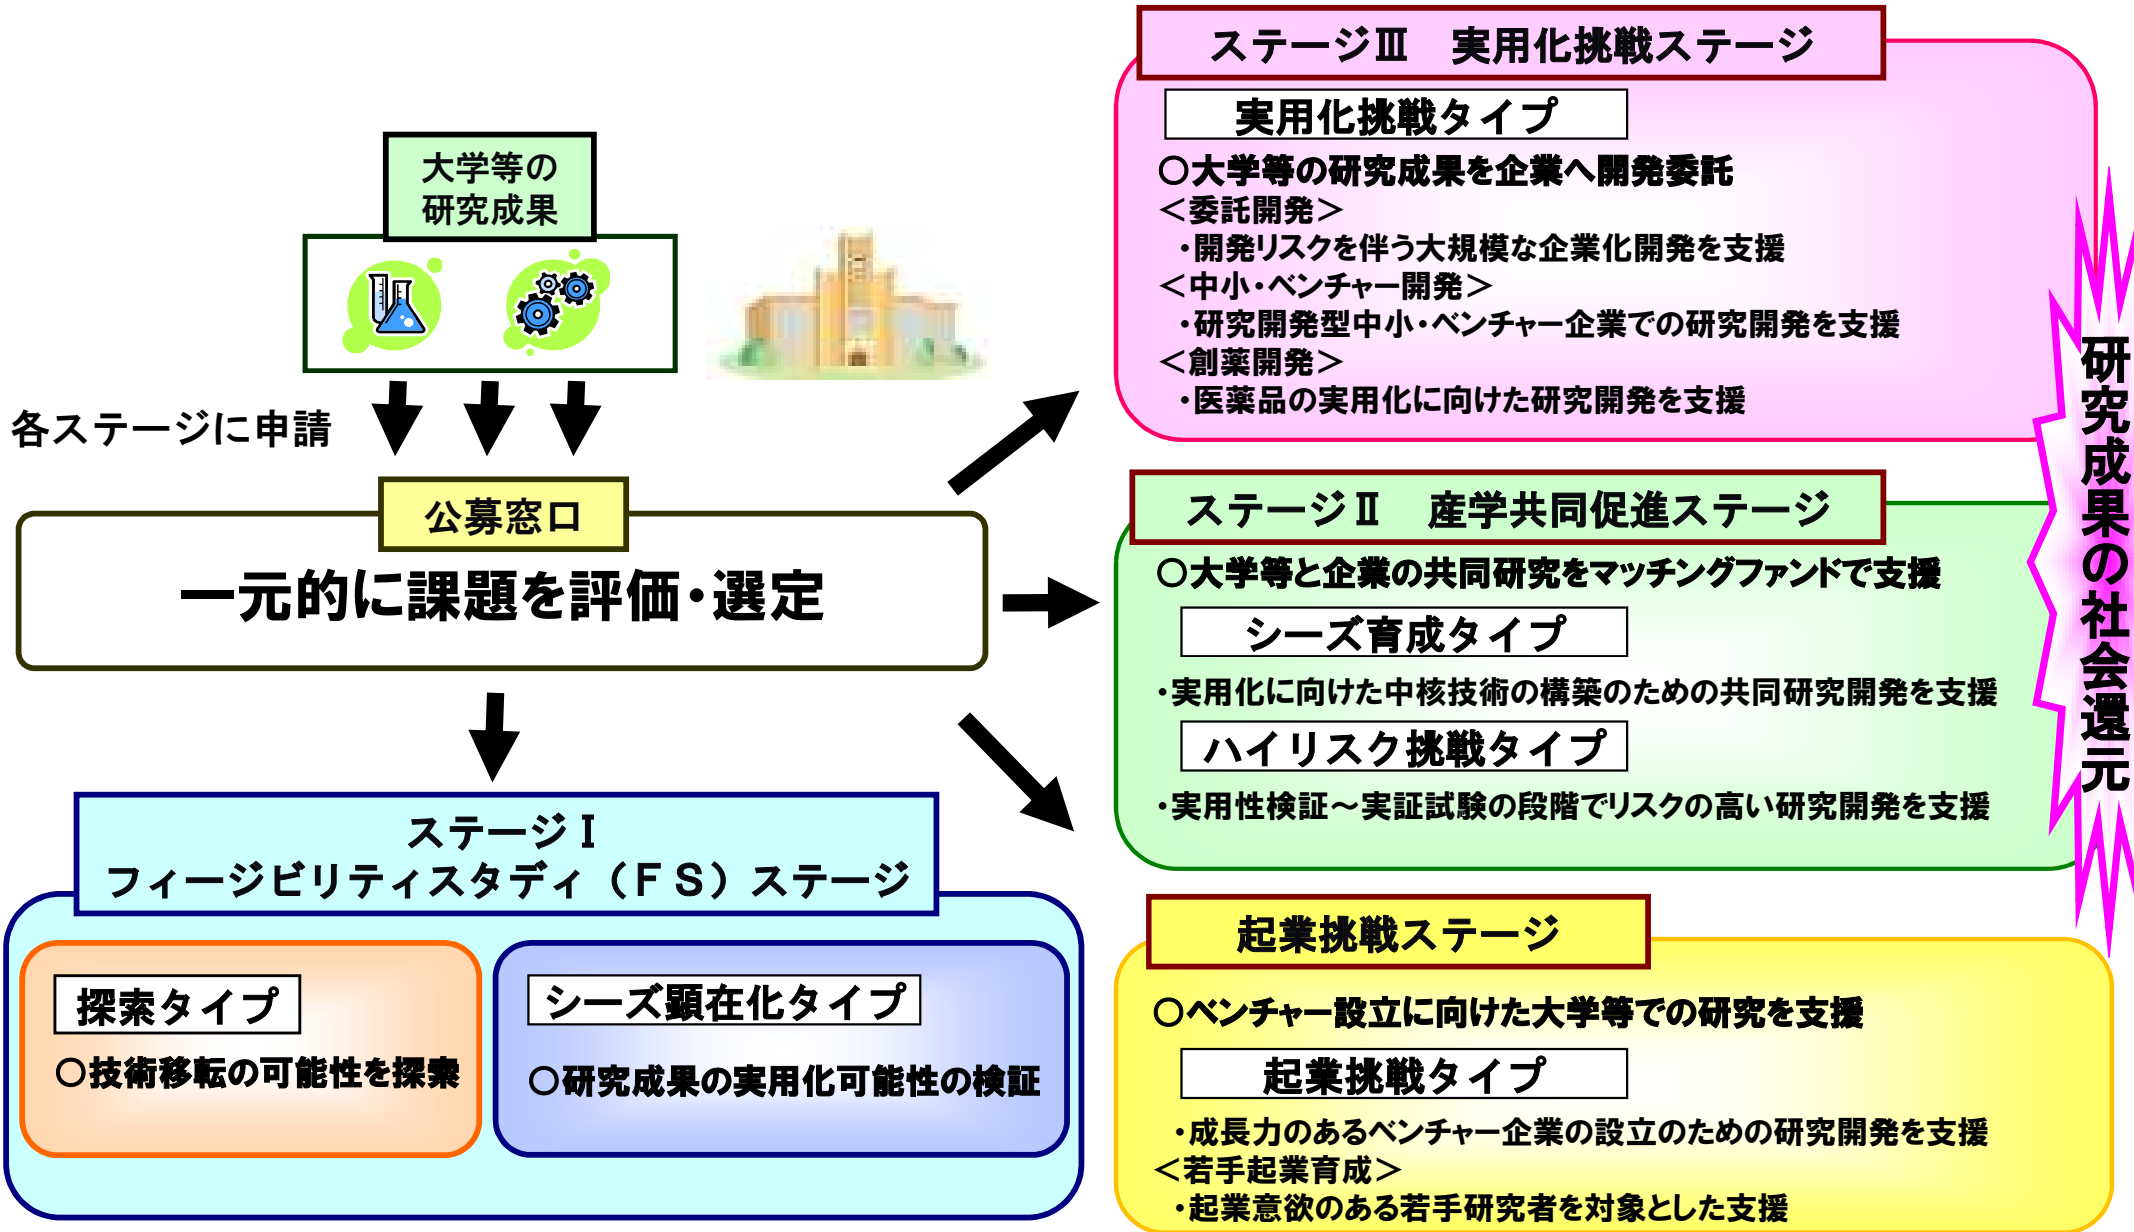 大学等の
研究成果
各ステージに申請
公募窓口
一元的に課題を評価・選定
ステージⅠ
フィージビリティスタディ（ＦＳ）ステージ
探索タイプ
○技術移転の可能性を探索
シーズ顕在化タイプ
○研究成果の実用化可能性の検証
ステージⅢ　実用化挑戦ステージ
実用化挑戦タイプ
○大学等の研究成果を企業へ開発委託
＜委託開発＞
・開発リスクを伴う大規模な企業化開発を支援
＜中小・ベンチャー開発＞
・研究開発型中小・ベンチャー企業での研究開発を支援
＜創薬開発＞
・医薬品の実用化に向けた研究開発を支援
ステージⅡ　産学共同促進ステージ
○大学等と企業の共同研究をマッチングファンドで支援
シーズ育成タイプ
・実用化に向けた中核技術の構築のための共同研究開発を支援
ハイリスク挑戦タイプ
・実用性検証～実証試験の段階でリスクの高い研究開発を支援
起業挑戦ステージ
○ベンチャー設立に向けた大学等での研究を支援
起業挑戦タイプ
・成長力のあるベンチャー企業の設立のための研究開発を支援
＜若手起業育成＞
・起業意欲のある若手研究者を対象とした支援
研究成果の社会還元